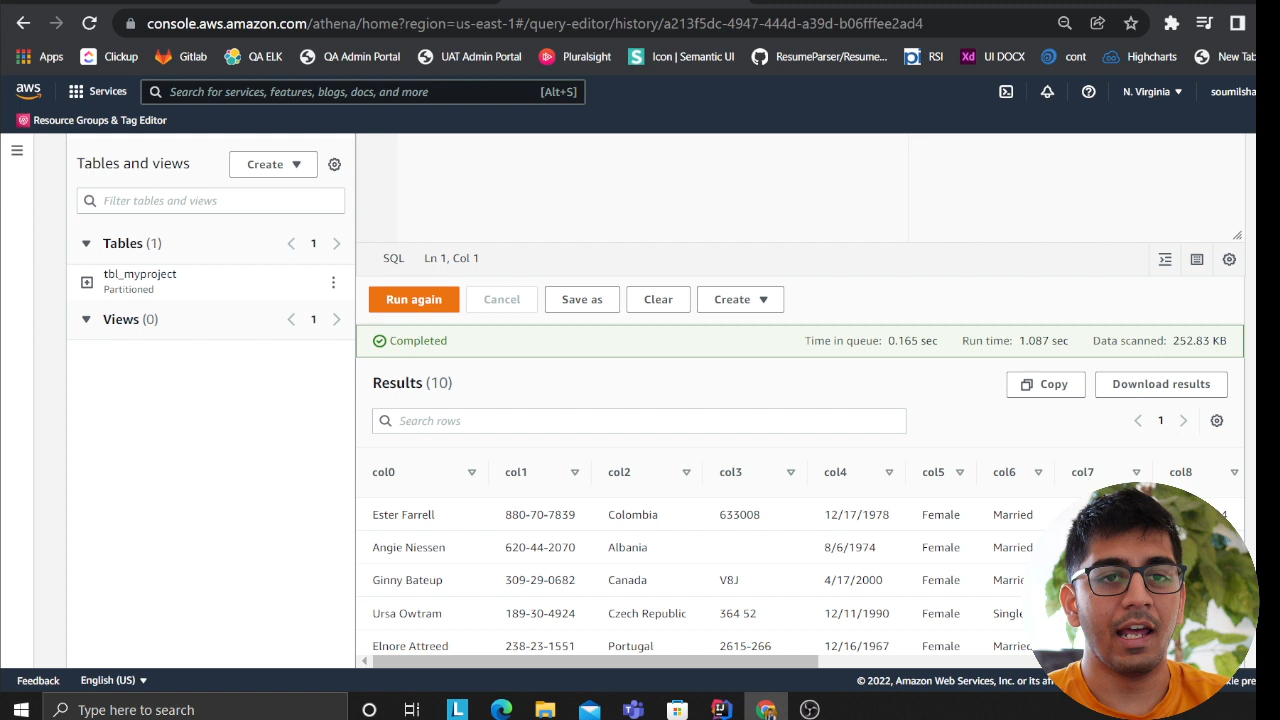 console.aws.amazon.com/athena/home?region=us-east-1#/query-editor/history/a213f5dc-4947-444d-a39d-b06fffee2ad4
Apps Clickup Gitlab QA ELK QA Admin Portal UAT Admin Portal Pluralsight Icon | Semantic UI ResumeParser/Resume... RSI UI DOCX cont Highcharts New Tab
aws Services Search for services, features, blogs, docs, and more [Alt+S] N. Virginia soumilsha
Resource Groups & Tag Editor
Tables and views Create
Filter tables and views
Tables (1) 1
tbl_myproject
Partitioned
Views (0) 1
SQL Ln 1, Col 1
Run again Cancel Save as Clear Create
Completed Time in queue: 0.165 sec Run time: 1.087 sec Data scanned: 252.83 KB
Results (10) Copy Download results
Search rows 1
col0 col1 col2 col3 col4 col5 col6 col7 col8
Ester Farrell 880-70-7839 Colombia 633008 12/17/1978 Female Married
Angie Niessen 620-44-2070 Albania 8/6/1974 Female Married
Ginny Bateup 309-29-0682 Canada V8J 4/17/2000 Female Marrie
Ursa Owtram 189-30-4924 Czech Republic 364 52 12/11/1990 Female Single
Elnore Attreed 238-23-1551 Portugal 2615-266 12/16/1967 Female Married
Feedback English (US) © 2022, Amazon Web Services, Inc. or its af kie pre
Type here to search